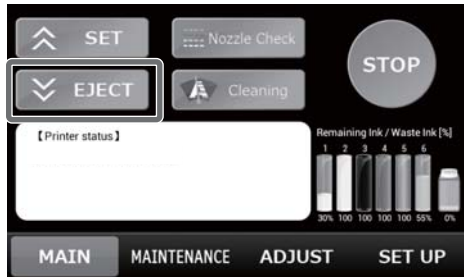 SET
Nozzle Check
STOP
EJECT
Cleaning
【Printer status】
Remaining Ink / Waste Ink [%]
1 2 3 4 5 6
30% 100 100 100 100 55% 0%
MAIN MAINTENANCE ADJUST SET UP